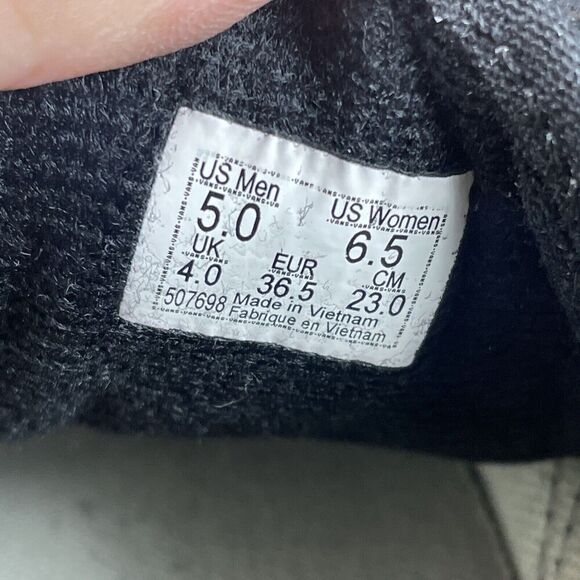 US Men US Women
5.0 6.5
UK EUR CM
4.0 36.5 23.0
507698 Made in Vietnam
Fabrique en Vietnam